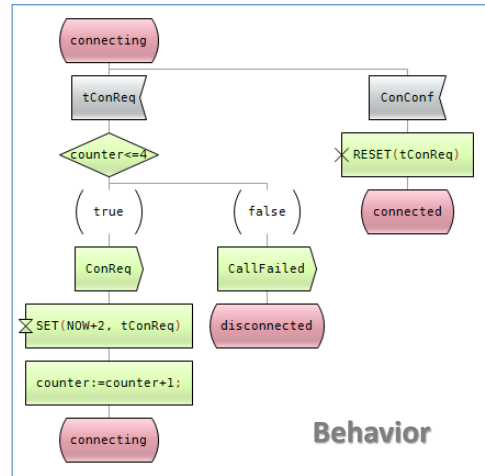 connecting
tConReq
ConConf
counter<=4
RESET(tConReq)
true
false
connected
ConReq
CallFailed
SET(NOW+2, tConReq)
disconnected
counter:=counter+1;
connecting
Behavior